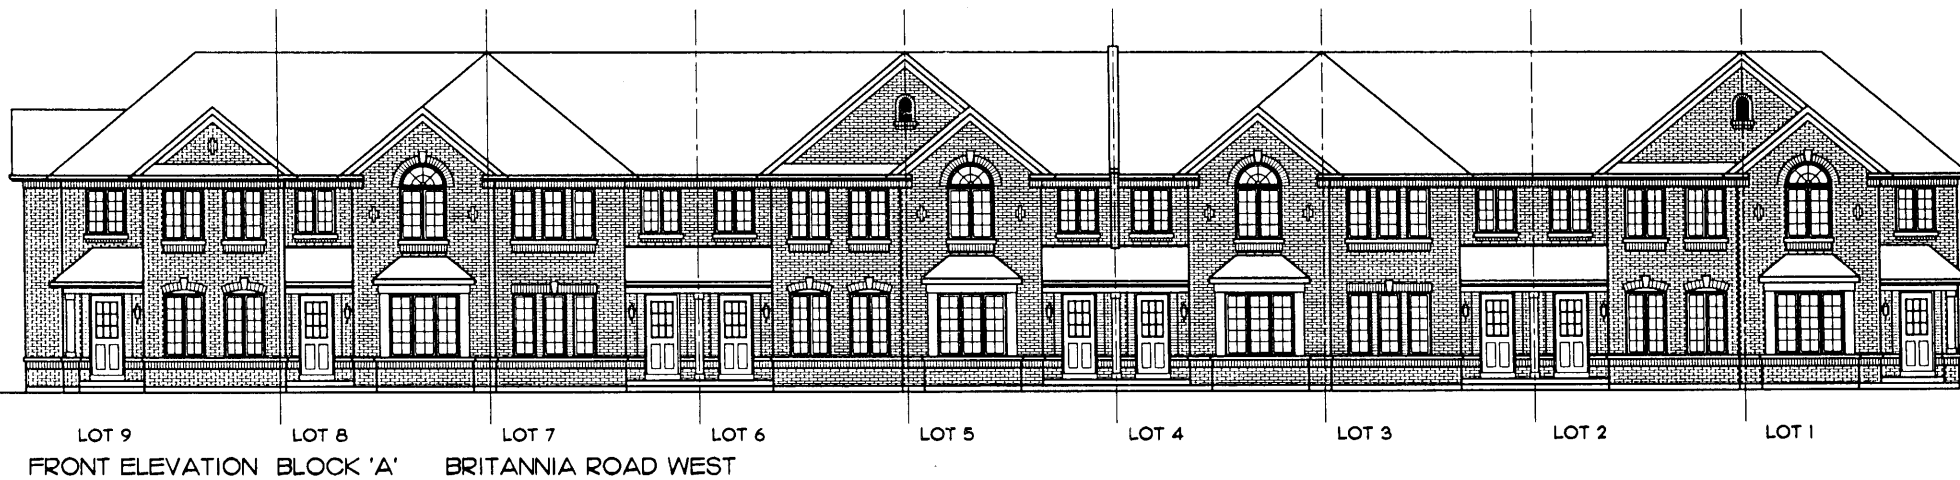 LOT 9 LOT 8 LOT 7 LOT 6 LOT 5 LOT 4 LOT 3 LOT 2 LOT 1
FRONT ELEVATION BLOCK 'A' BRITANNIA ROAD WEST